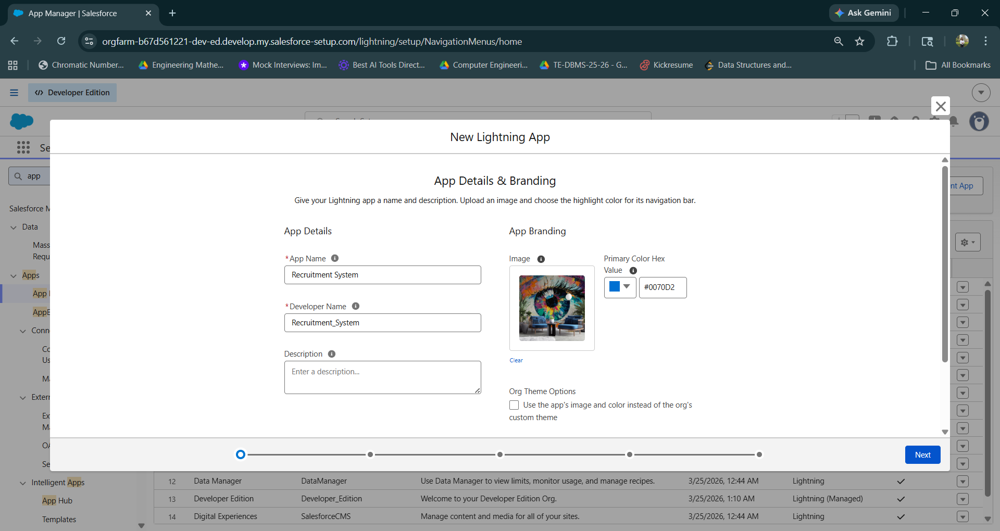 App Manager | Salesforce
Ask Gemini
orgfarm-b67d561221-dev-ed.develop.my.salesforce-setup.com/lightning/setup/NavigationMenus/home
Chromatic Number...
Engineering Mathe...
Mock Interviews: Im...
Best AI Tools Direct...
Computer Engineeri...
TE-DBMS-25-26 - G...
Kickresume
Data Structures and...
All Bookmarks
Developer Edition
Se
app
Salesforce M
Data
Mass
Requ
Apps
App
AppE
Conn
Co
Us
Ma
Extern
Ex
Ma
OA
Se
Intelligent Apps
App Hub
Templates
nt App
New Lightning App
App Details & Branding
Give your Lightning app a name and description. Upload an image and choose the highlight color for its navigation bar.
App Details
*App Name
Recruitment System
*Developer Name
Recruitment_System
Description
Enter a description...
App Branding
Image
Clear
Primary Color Hex
Value
#0070D2
Org Theme Options
Use the app's image and color instead of the org's
custom theme
Next
12 Data Manager DataManager Use Data Manager to view limits, monitor usage, and manage recipes. 3/25/2026, 12:44 AM Lightning
13 Developer Edition Developer_Edition Welcome to your Developer Edition Org. 3/25/2026, 1:10 AM Lightning (Managed)
14 Digital Experiences SalesforceCMS Manage content and media for all of your sites. 3/25/2026, 12:44 AM Lightning